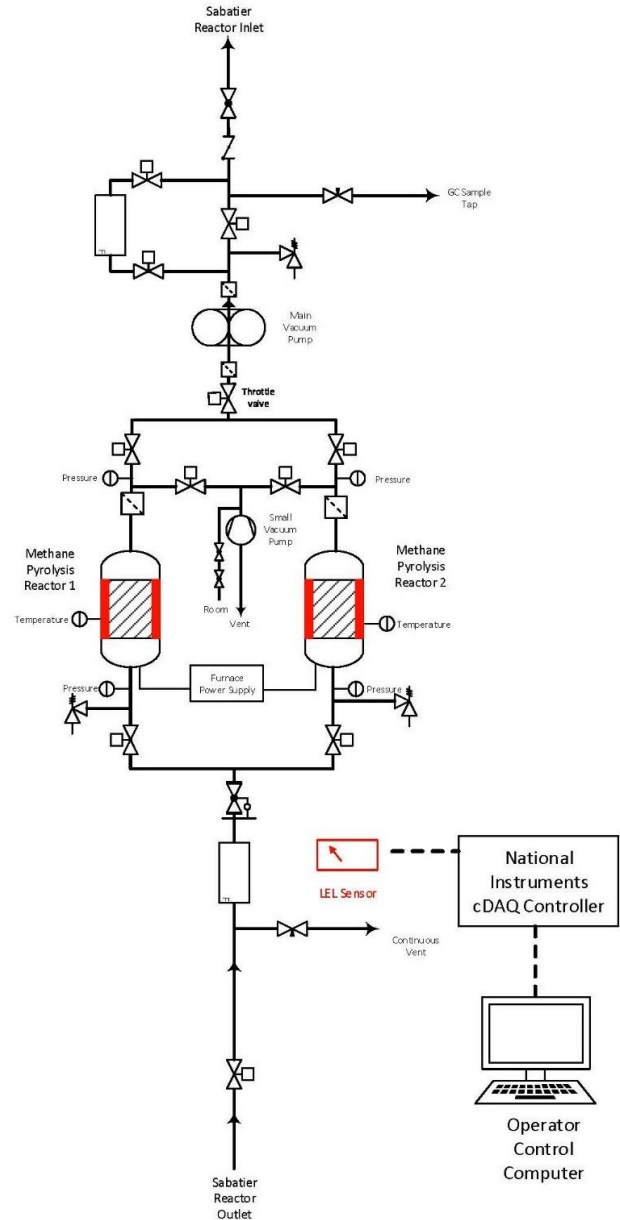 Sabatier
Reactor Inlet
GC Sample
Tap
F
Main
Vacuum
Pump
Throttle
valve
Pressure
Pressure
Small
Vacuum
Pump
Methane
Pyrolysis
Reactor 1
Methane
Pyrolysis
Reactor 2
Room
Vent
Temperature
Temperature
Furnace
Power Supply
Pressure
Pressure
F
LEL Sensor
National
Instruments
cDAQ Controller
Continuous
Vent
Operator
Control
Computer
Sabatier
Reactor
Outlet